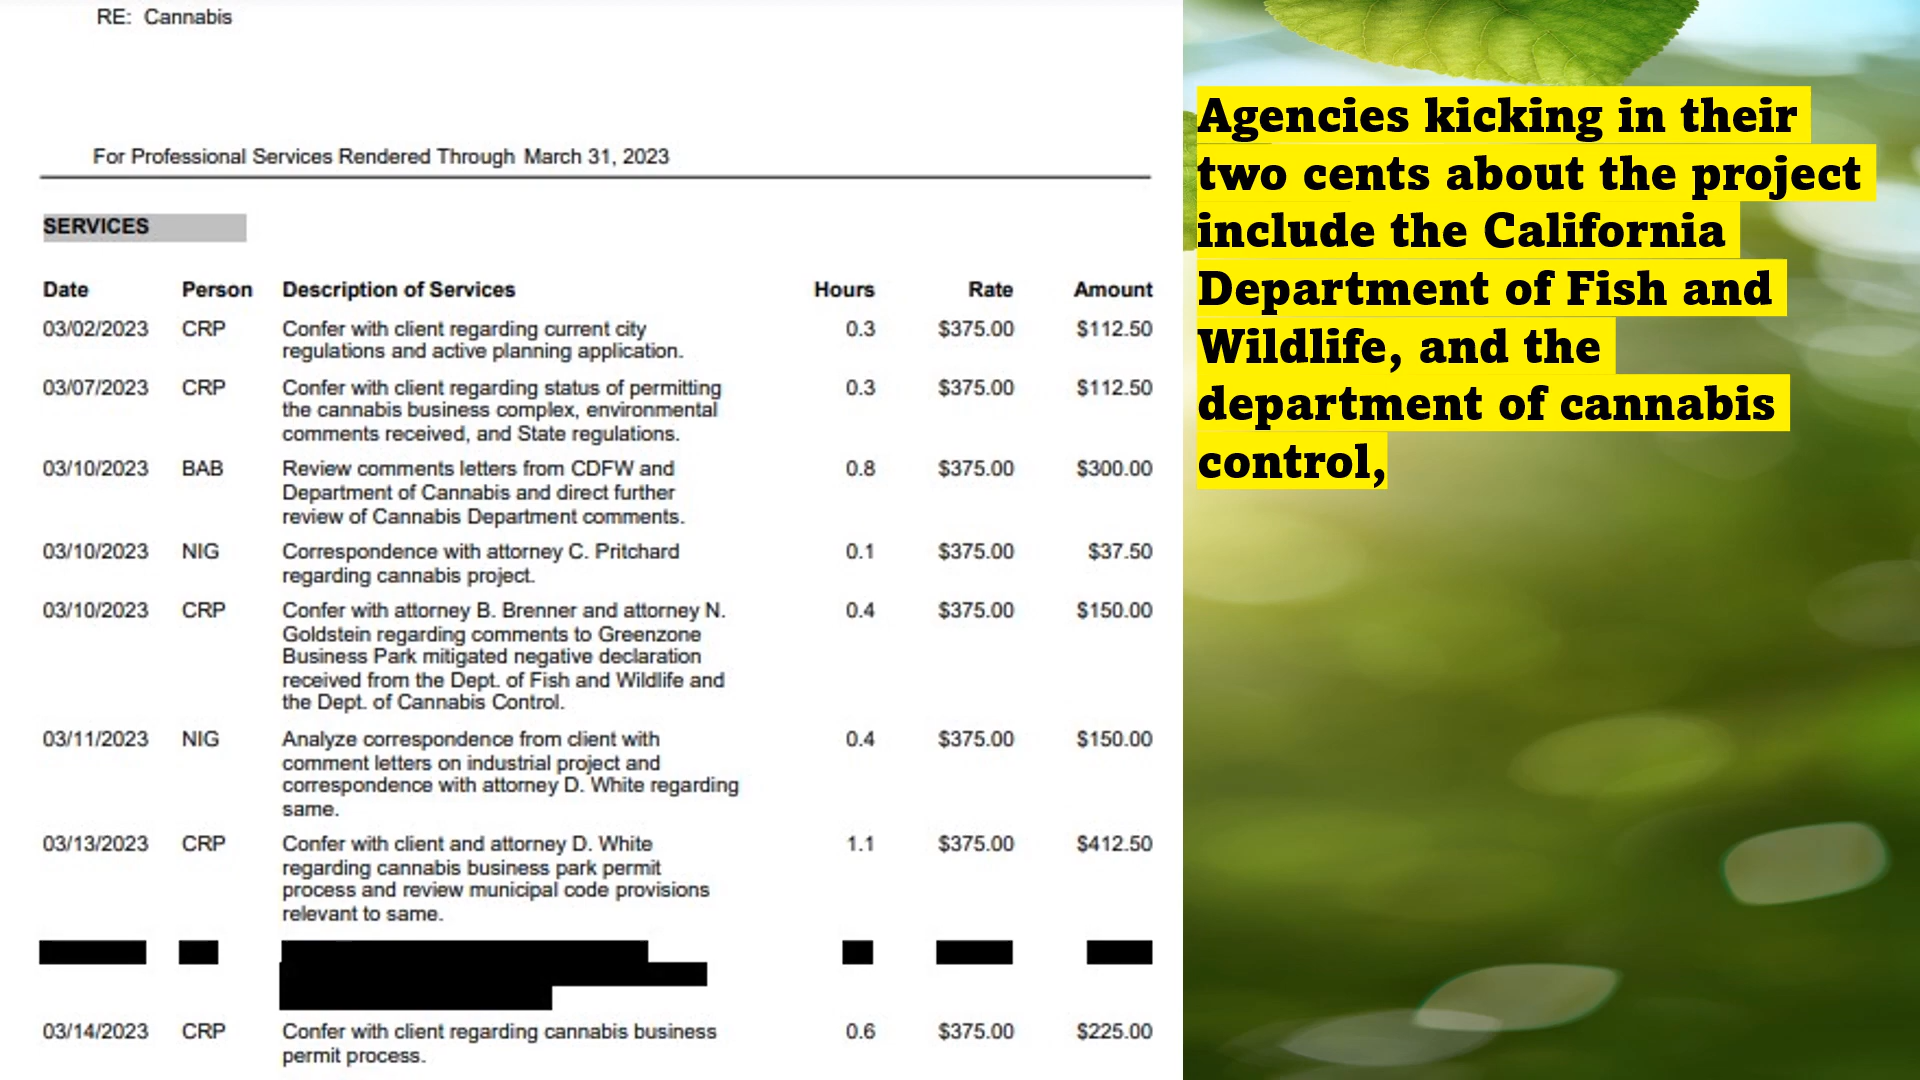 RE: Cannabis
For Professional Services Rendered Through March 31, 2023
SERVICES
Date Person Description of Services Hours Rate Amount
03/02/2023 CRP Confer with client regarding current city 0.3 $375.00 $112.50
regulations and active planning application.
03/07/2023 CRP Confer with client regarding status of permitting 0.3 $375.00 $112.50
the cannabis business complex, environmental
comments received, and State regulations.
03/10/2023 BAB Review comments letters from CDFW and 0.8 $375.00 $300.00
Department of Cannabis and direct further
review of Cannabis Department comments.
03/10/2023 NIG Correspondence with attorney C. Pritchard 0.1 $375.00 $37.50
regarding cannabis project.
03/10/2023 CRP Confer with attorney B. Brenner and attorney N. 0.4 $375.00 $150.00
Goldstein regarding comments to Greenzone
Business Park mitigated negative declaration
received from the Dept. of Fish and Wildlife and
the Dept. of Cannabis Control.
03/11/2023 NIG Analyze correspondence from client with 0.4 $375.00 $150.00
comment letters on industrial project and
correspondence with attorney D. White regarding
same.
03/13/2023 CRP Confer with client and attorney D. White 1.1 $375.00 $412.50
regarding cannabis business park permit
process and review municipal code provisions
relevant to same.
03/14/2023 CRP Confer with client regarding cannabis business 0.6 $375.00 $225.00
permit process.
Agencies kicking in their
two cents about the project
include the California
Department of Fish and
Wildlife, and the
department of cannabis
control,